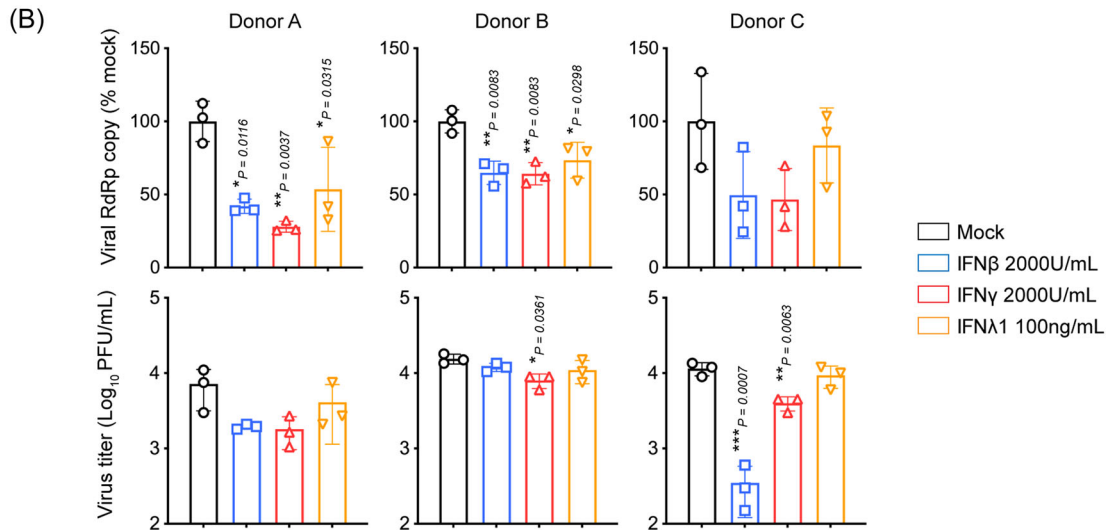 (B)
Donor A
Donor B
Donor C
Viral RdRp copy (% mock)
150
100
50
0
* P = 0.0116
** P = 0.0037
* P = 0.0315
150
100
50
0
** P = 0.0083
** P = 0.0083
* P = 0.0298
150
100
50
0
Virus titer (Log10 PFU/mL)
5
4
3
2
5
4
3
2
* P = 0.0361
5
4
3
2
*** P = 0.0007
** P = 0.0063
Mock
IFNβ 2000U/mL
IFNγ 2000U/mL
IFNλ1 100ng/mL